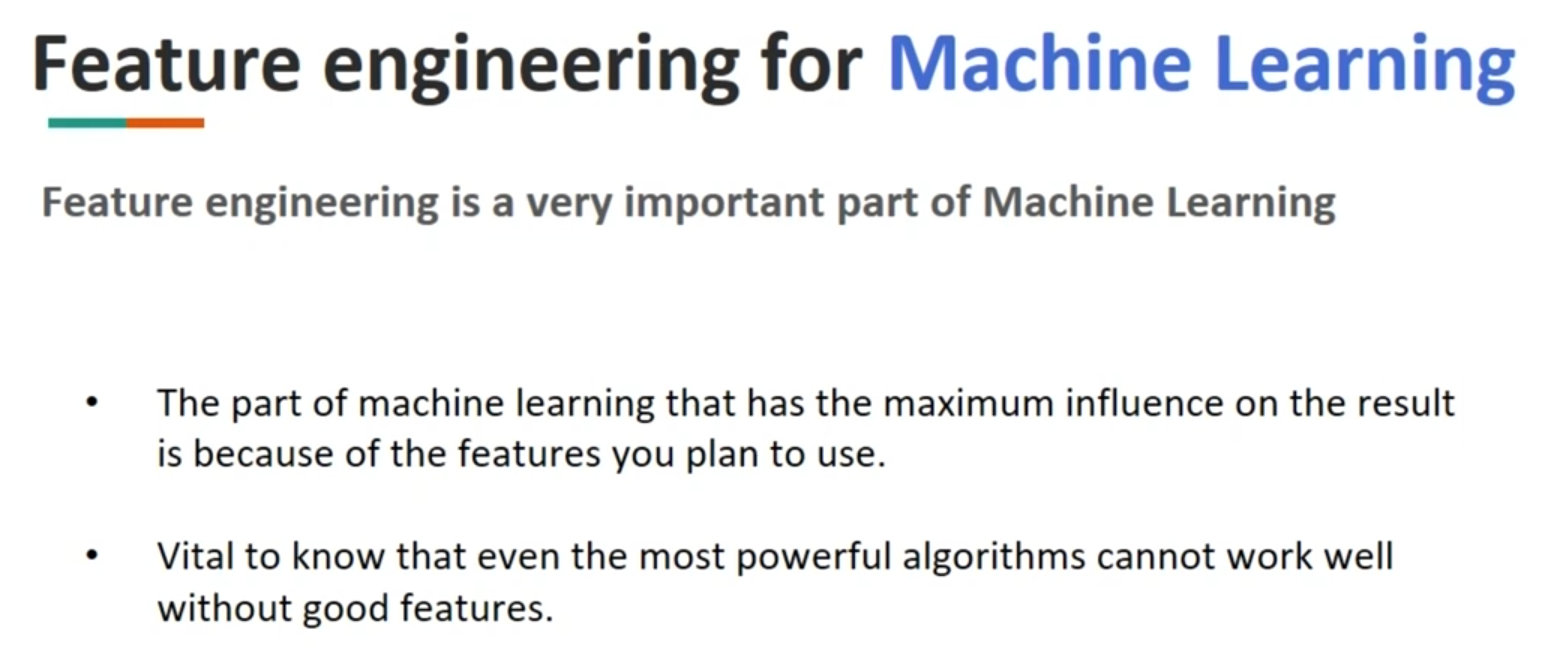 Feature engineering for Machine Learning
Feature engineering is a very important part of Machine Learning
• The part of machine learning that has the maximum influence on the result
is because of the features you plan to use.
• Vital to know that even the most powerful algorithms cannot work well
without good features.